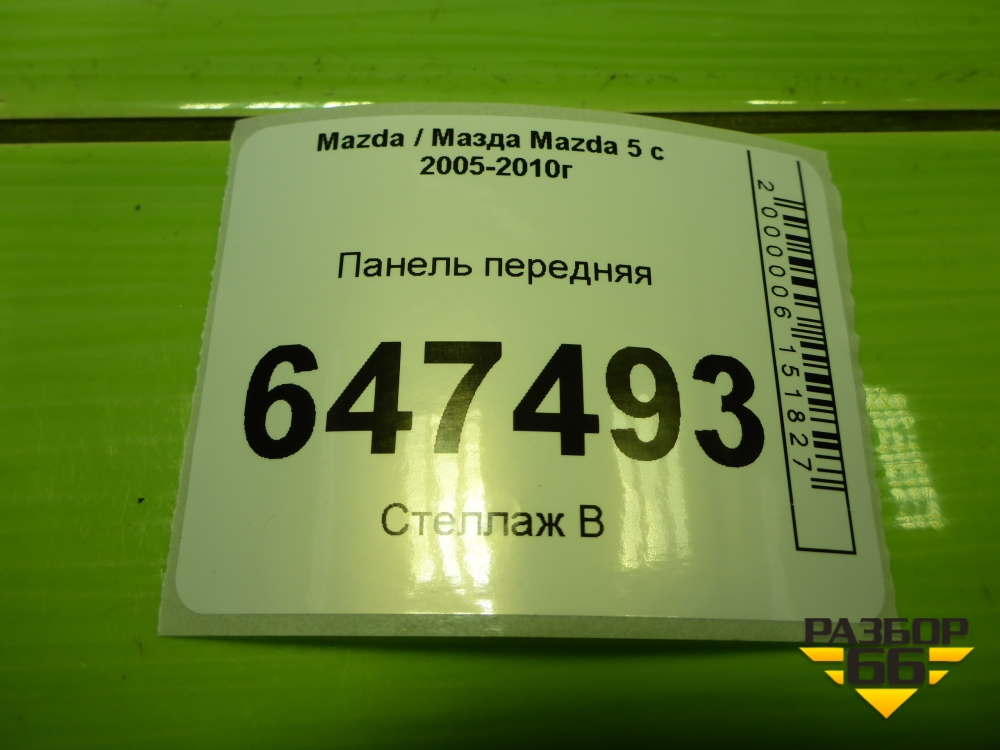 Mazda / Мазда Mazda 5 с
2005-2010г
Панель передняя
647493
Стеллаж В
2000006151827
РАЗБОР
66